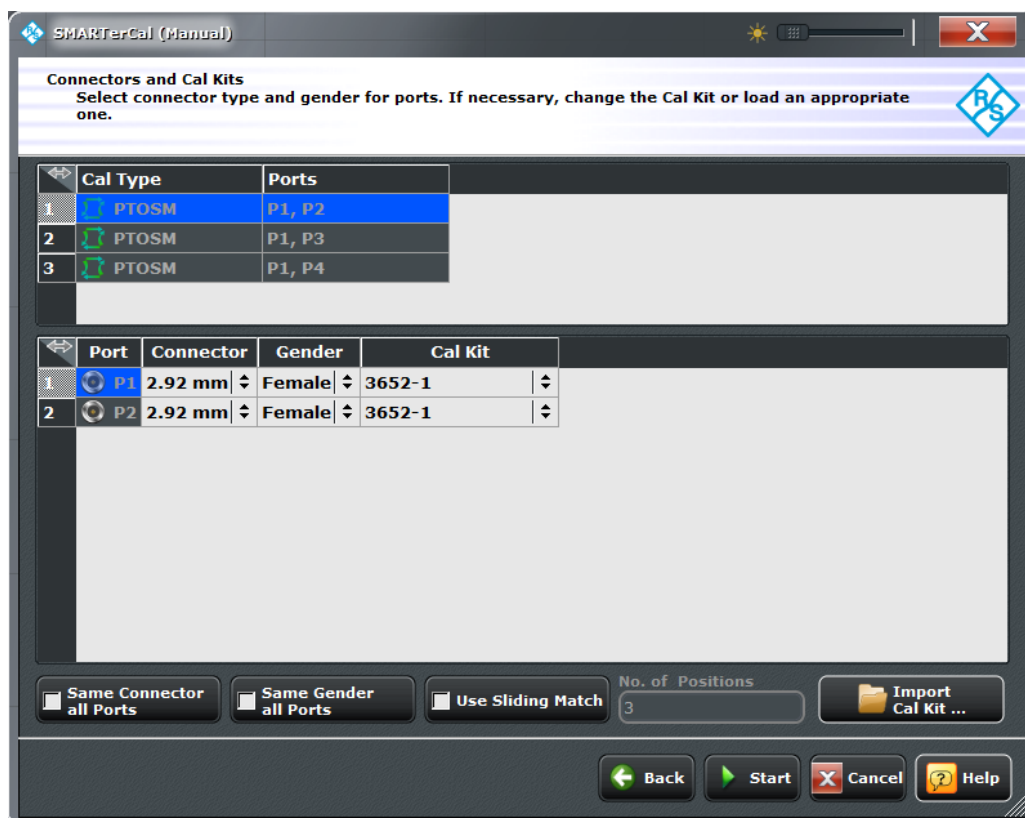 SMARTerCal (Manual)
X
Connectors and Cal Kits
Select connector type and gender for ports. If necessary, change the Cal Kit or load an appropriate
one.
R S
Cal Type Ports
1 PTOSM P1, P2
2 PTOSM P1, P3
3 PTOSM P1, P4
Port Connector Gender Cal Kit
1 P1 2.92 mm Female 3652-1
2 P2 2.92 mm Female 3652-1
Same Connector
all Ports
Same Gender
all Ports
Use Sliding Match
No. of Positions
3
Import
Cal Kit ...
Back Start X Cancel ? Help